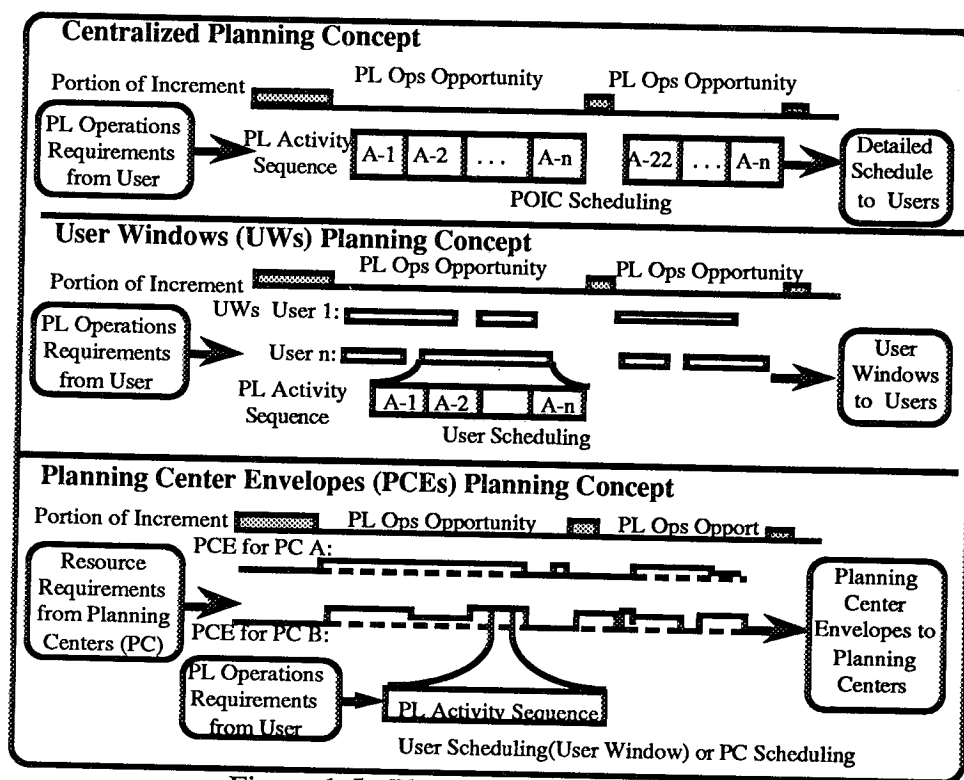 Centralized Planning Concept
PL Ops Opportunity PL Ops Opportunity
Portion of Increment
PL Operations
Requirements
from User
PL Activity
Sequence
A-1 A-2 ... A-n A-22 ... A-n
POIC Scheduling
Detailed
Schedule
to Users
User Windows (UWs) Planning Concept
PL Ops Opportunity PL Ops Opportunity
Portion of Increment
UWs User 1:
PL Operations
Requirements
from User
User n:
PL Activity
Sequence
A-1 A-2 A-n
User Scheduling
User
Windows
to Users
Planning Center Envelopes (PCEs) Planning Concept
Portion of Increment PL Ops Opportunity PL Ops Opport
PCE for PC A:
Resource
Requirements
from Planning
Centers (PC)
PCE for PC B:
Planning
Center
Envelopes to
Planning
Centers
PL Operations
Requirements
from User
PL Activity Sequence
User Scheduling(User Window) or PC Scheduling